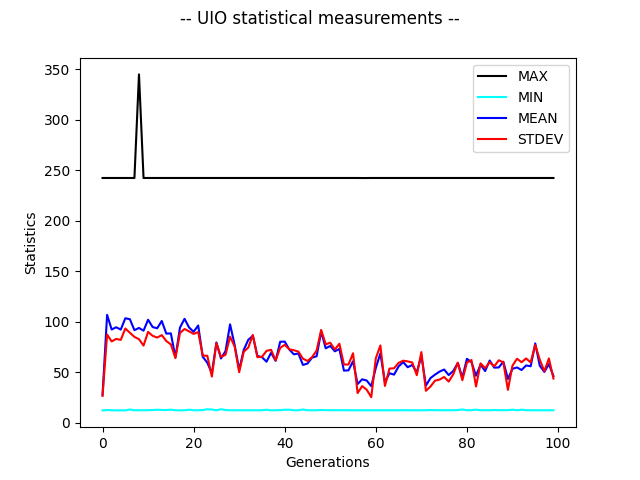 -- UIO statistical measurements --
350
300
250
200
150
100
50
0
Statistics
MAX
MIN
MEAN
STDEV
0 20 40 60 80 100
Generations